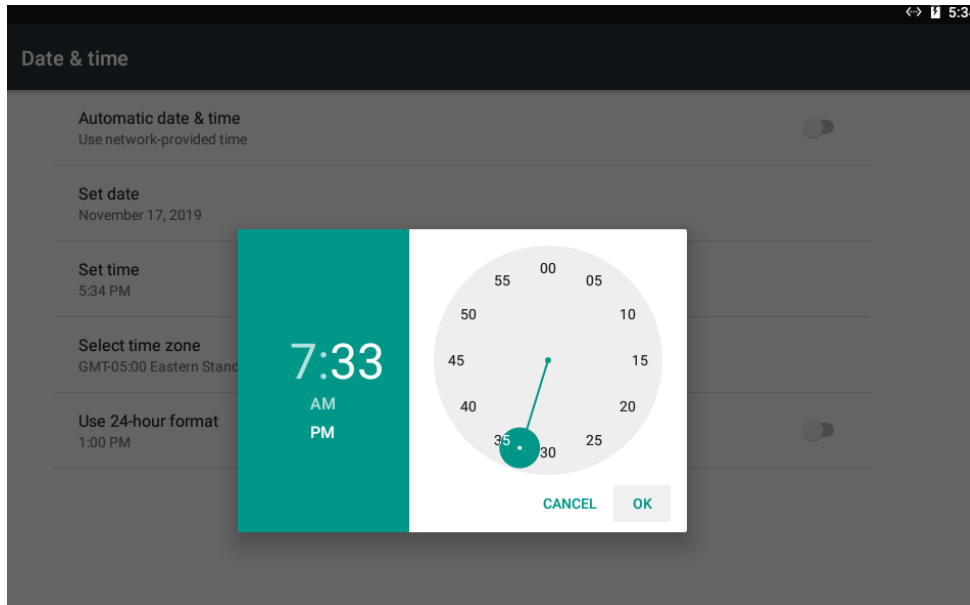 5:34
Date & time
Automatic date & time
Use network-provided time
Set date
November 17, 2019
Set time
5:34 PM
Select time zone
GMT-05:00 Eastern Stand
Use 24-hour format
1:00 PM
7:33
AM
PM
00
05
10
15
20
25
30
35
40
45
50
55
CANCEL
OK